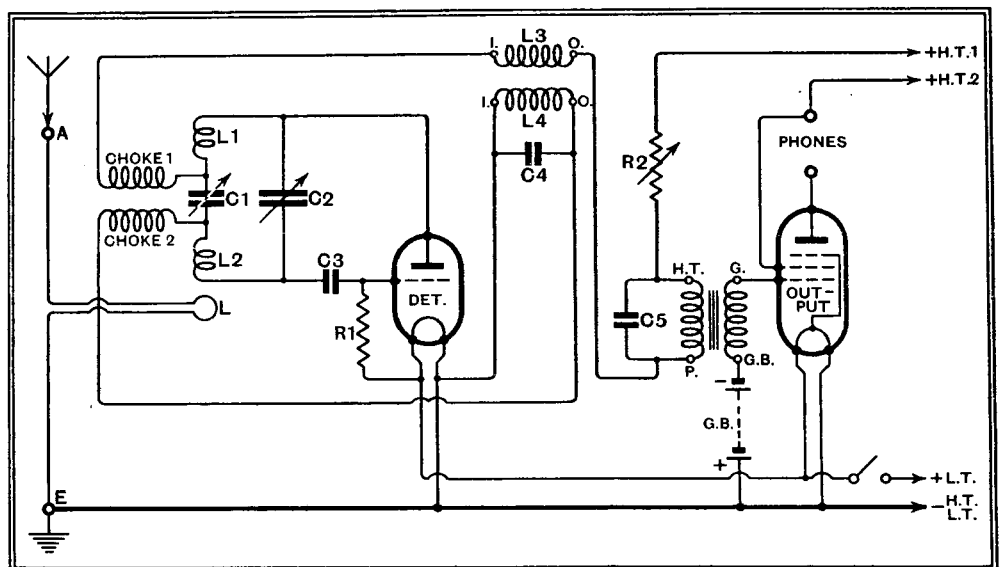 I. L3 O.
+H.T.1
+H.T.2
A
I. O.
L4
L1
PHONES
CHOKE 1
R2
C4
C1 C2
CHOKE 2
L2
C3
H.T. G.
L
DET.
OUT-
PUT
R1
C5
P. G.B.
-
G.B.
+
+L.T.
E
-H.T.
L.T.